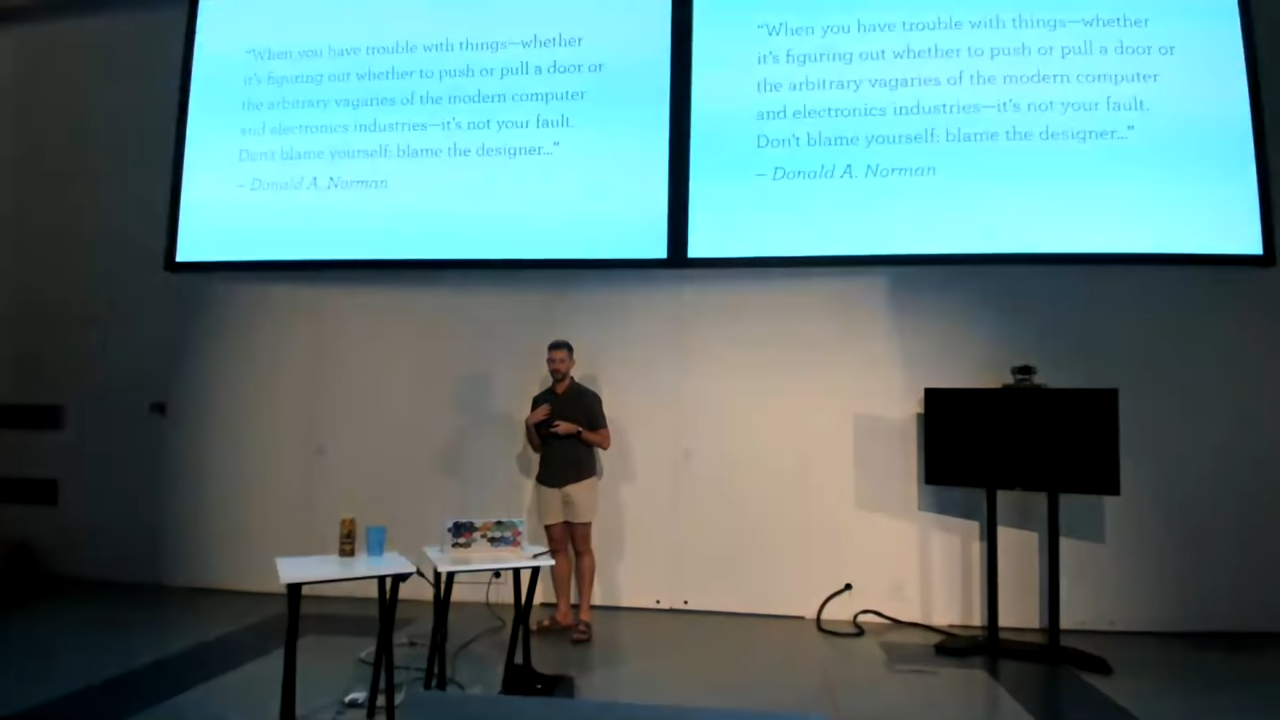 “When you have trouble with things—whether
it's figuring out whether to push or pull a door or
the arbitrary vagaries of the modern computer
and electronics industries—it's not your fault.
Don't blame yourself: blame the designer...”
– Donald A. Norman
“When you have trouble with things—whether
it's figuring out whether to push or pull a door or
the arbitrary vagaries of the modern computer
and electronics industries—it's not your fault.
Don't blame yourself: blame the designer...”
– Donald A. Norman